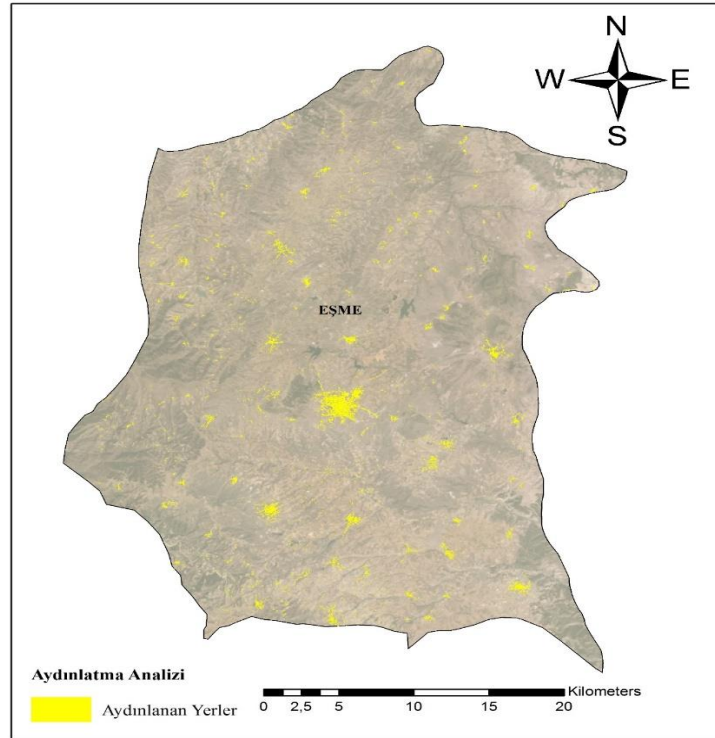 N
W E
S
EŞME
Aydınlatma Analizi
Aydınlanan Yerler
Kilometers
0 2,5 5 10 15 20